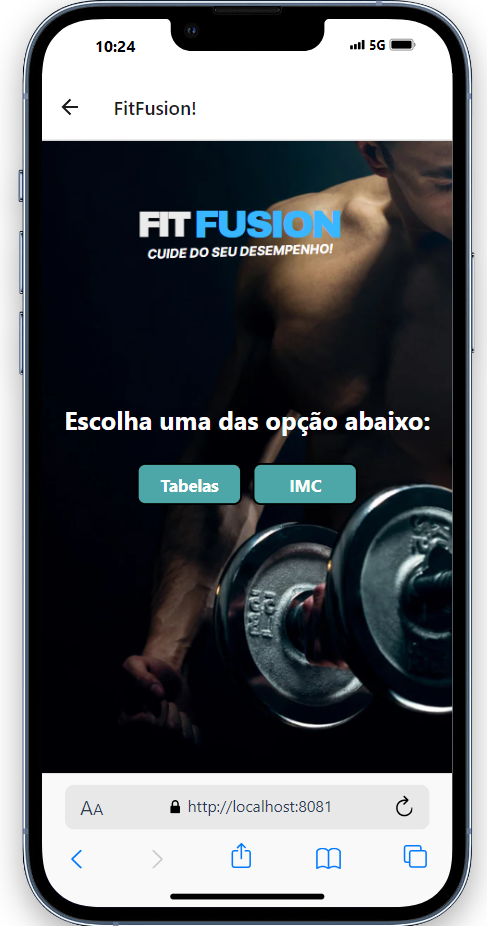 10:24
5G
FitFusion!
FIT FUSION
CUIDE DO SEU DESEMPENHO!
Escolha uma das opção abaixo:
Tabelas
IMC
AA
http://localhost:8081